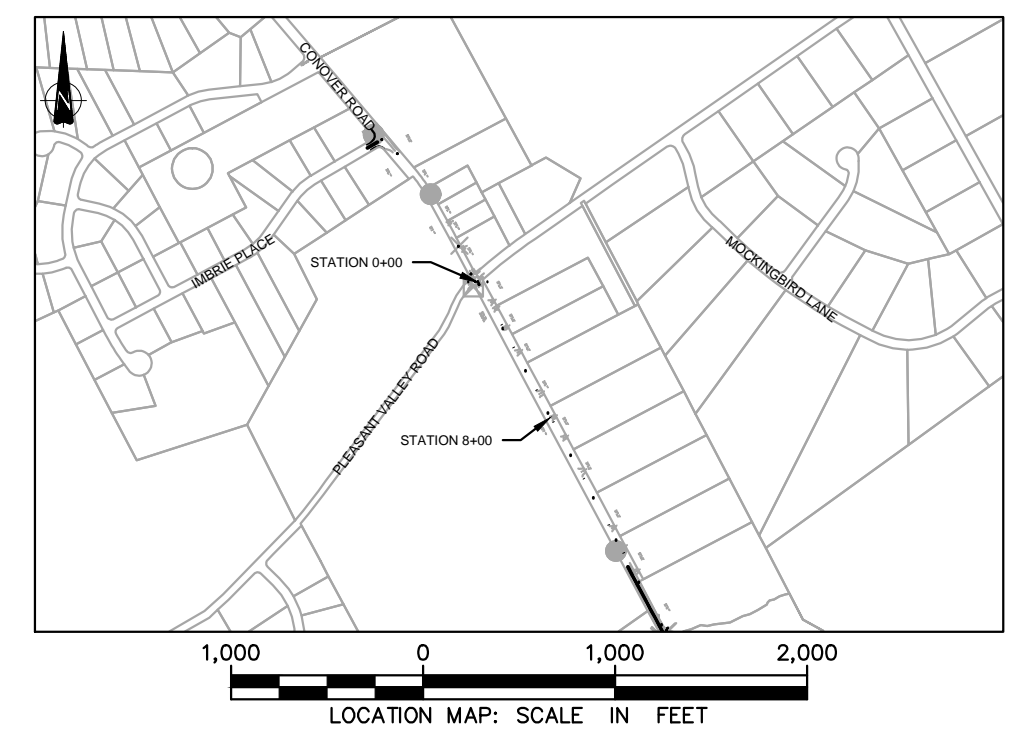 CONOVER ROAD
N
IMBRIE PLACE
STATION 0+00
MOCKINGBIRD LANE
PLEASANT VALLEY ROAD
STATION 8+00
1,000 0 1,000 2,000
LOCATION MAP: SCALE IN FEET